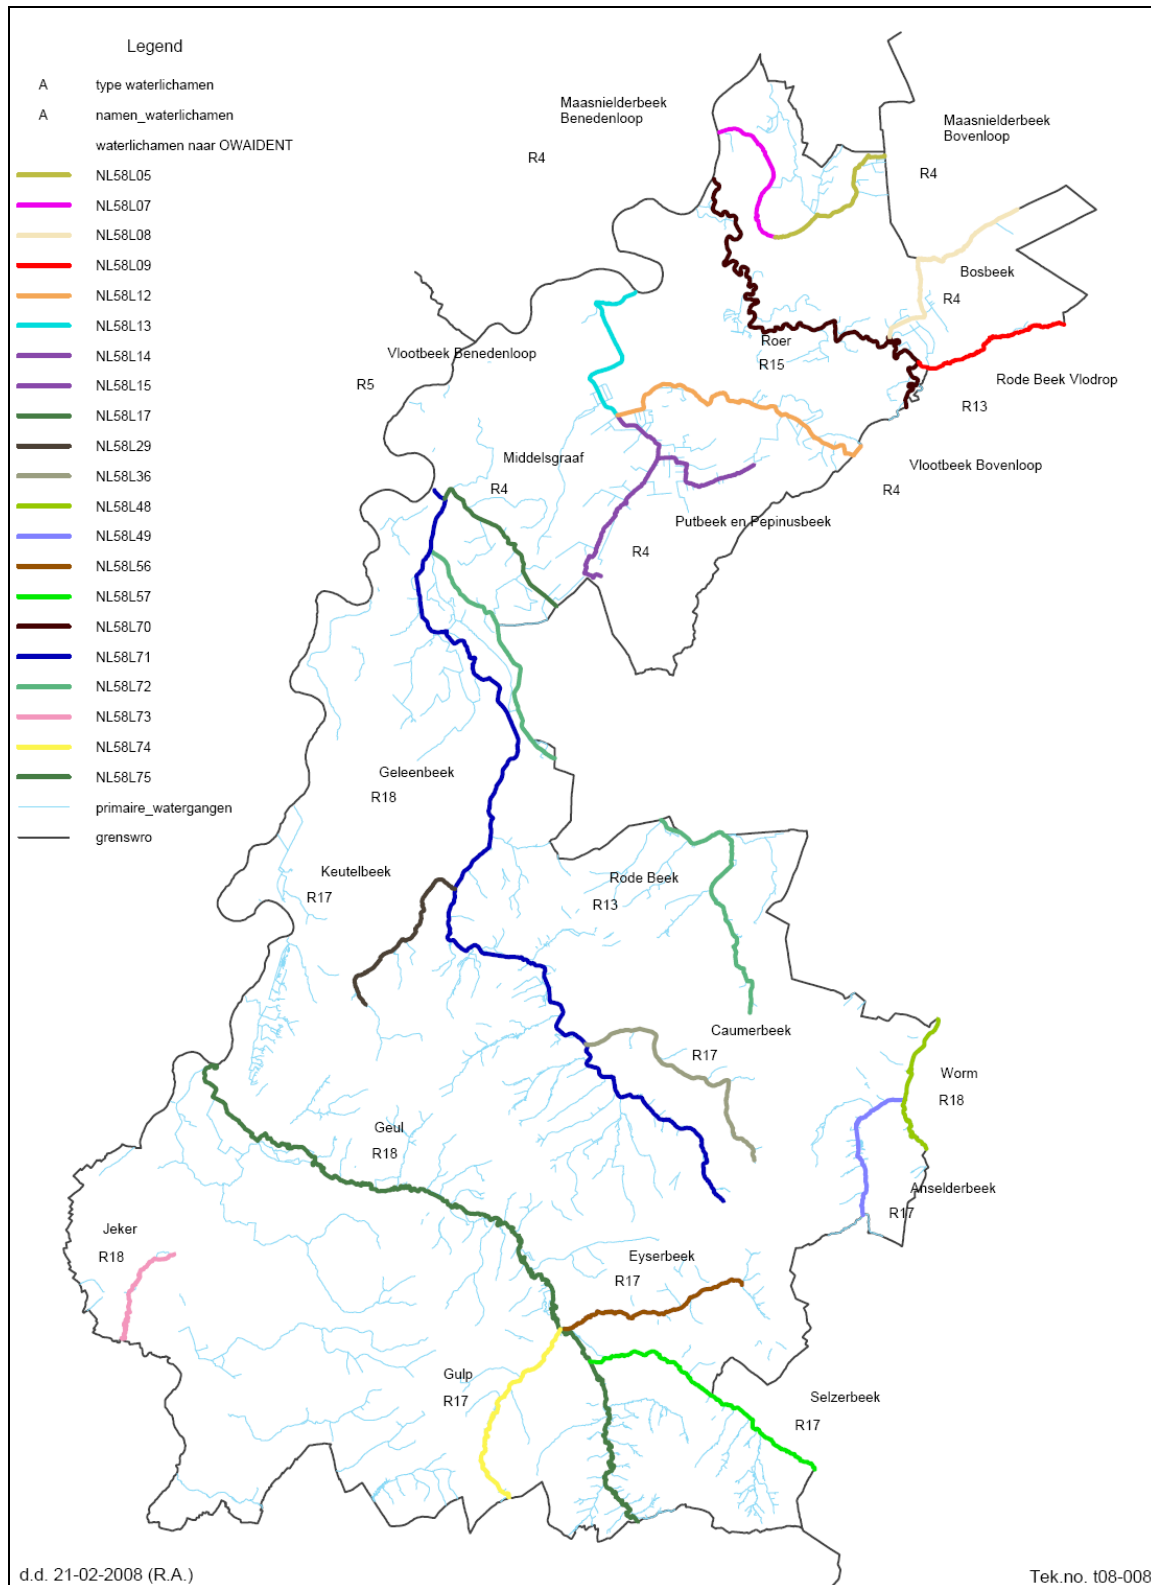 Legend
A type waterlichamen
A namen_waterlichamen
waterlichamen naar OWAIDENT
NL58L05
NL58L07
NL58L08
NL58L09
NL58L12
NL58L13
NL58L14
NL58L15
NL58L17
NL58L29
NL58L36
NL58L48
NL58L49
NL58L56
NL58L57
NL58L70
NL58L71
NL58L72
NL58L73
NL58L74
NL58L75
primaire_watergangen
grenswro
Maasnielderbeek
Benedenloop
R4
Maasnielderbeek
Bovenloop
R4
Bosbeek
R4
Roer
R15
Rode Beek Vlodrop
R13
Vlootbeek Benedenloop
R5
Vlootbeek Bovenloop
R4
Middelsgraaf
R4
Putbeek en Pepinusbeek
R4
Geleenbeek
R18
Keutelbeek
R17
Rode Beek
R13
Caumerbeek
R17
Worm
R18
Geul
R18
Anselderbeek
R17
Jeker
R18
Eyserbeek
R17
Gulp
R17
Selzerbeek
R17
d.d. 21-02-2008 (R.A.)
Tek.no. t08-008